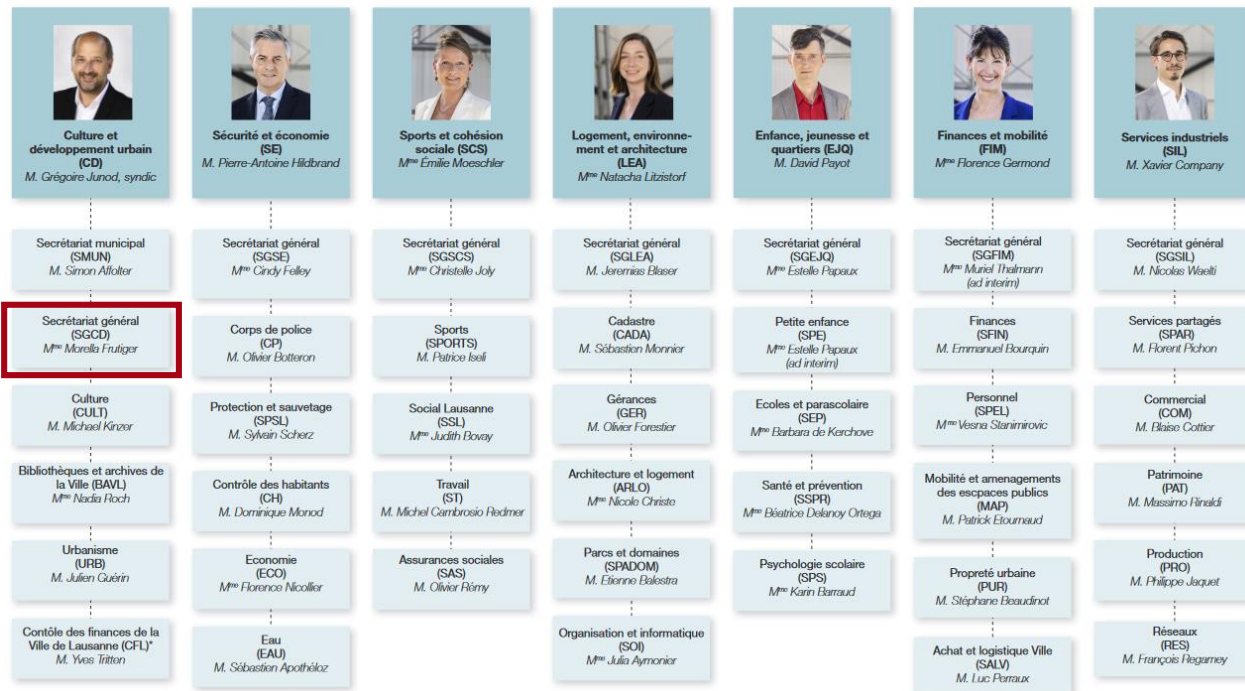 Culture et
développement urbain
(CD)
M. Grégoire Junod, syndic
Secrétariat municipal
(SMUN)
M. Simon Affolter
Secrétariat général
(SGCD)
Mme Morella Frutiger
Culture
(CULT)
M. Michael Kinzer
Bibliothèques et archives de
la Ville (BAVL)
Mme Nadia Roch
Urbanisme
(URB)
M. Julien Guérin
Contôle des finances de la
Ville de Lausanne (CFL)*
M. Yves Tritten
Sécurité et économie
(SE)
M. Pierre-Antoine Hildbrand
Secrétariat général
(SGSE)
Mme Cindy Felley
Corps de police
(CP)
M. Olivier Botteron
Protection et sauvetage
(SPSL)
M. Sylvain Scherz
Contrôle des habitants
(CH)
M. Dominique Monod
Economie
(ECO)
Mme Florence Nicollier
Eau
(EAU)
M. Sébastien Apothéloz
Sports et cohésion
sociale (SCS)
Mme Émilie Moeschler
Secrétariat général
(SGSCS)
Mme Christelle Joly
Sports
(SPORTS)
M. Patrice Iseli
Social Lausanne
(SSL)
Mme Judith Bovay
Travail
(ST)
M. Michel Cambrosio Redmer
Assurances sociales
(SAS)
M. Olivier Rémy
Logement, environne-
ment et architecture
(LEA)
Mme Natacha Litzistorf
Secrétariat général
(SGLEA)
M. Jeremias Blaser
Cadastre
(CADA)
M. Sébastien Monnier
Gérances
(GER)
M. Olivier Forestier
Architecture et logement
(ARLO)
Mme Nicole Christe
Parcs et domaines
(SPADOM)
M. Etienne Balestra
Organisation et informatique
(SOI)
Mme Julia Aymonier
Enfance, jeunesse et
quartiers (EJQ)
M. David Payot
Secrétariat général
(SGEJQ)
Mme Estelle Papaux
Petite enfance
(SPE)
Mme Estelle Papaux
(ad interim)
Ecoles et parascolaire
(SEP)
Mme Barbara de Kerchove
Santé et prévention
(SSPR)
Mme Béatrice Delanoy Ortega
Psychologie scolaire
(SPS)
Mme Karin Barraud
Finances et mobilité
(FIM)
Mme Florence Germond
Secrétariat général
(SGFIM)
Mme Muriel Thalmann
(ad interim)
Finances
(SFIN)
M. Emmanuel Bourquin
Personnel
(SPEL)
Mme Vesna Stanimirovic
Mobilité et amenagements
des escpaces publics
(MAP)
M. Patrick Etournaud
Propreté urbaine
(PUR)
M. Stéphane Beaudinot
Achat et logistique Ville
(SALV)
M. Luc Perraux
Services industriels
(SIL)
M. Xavier Company
Secrétariat général
(SGSIL)
M. Nicolas Waelti
Services partagés
(SPAR)
M. Florent Pichon
Commercial
(COM)
M. Blaise Cottier
Patrimoine
(PAT)
M. Massimo Rinaldi
Production
(PRO)
M. Philippe Jaquet
Réseaux
(RES)
M. François Regamey